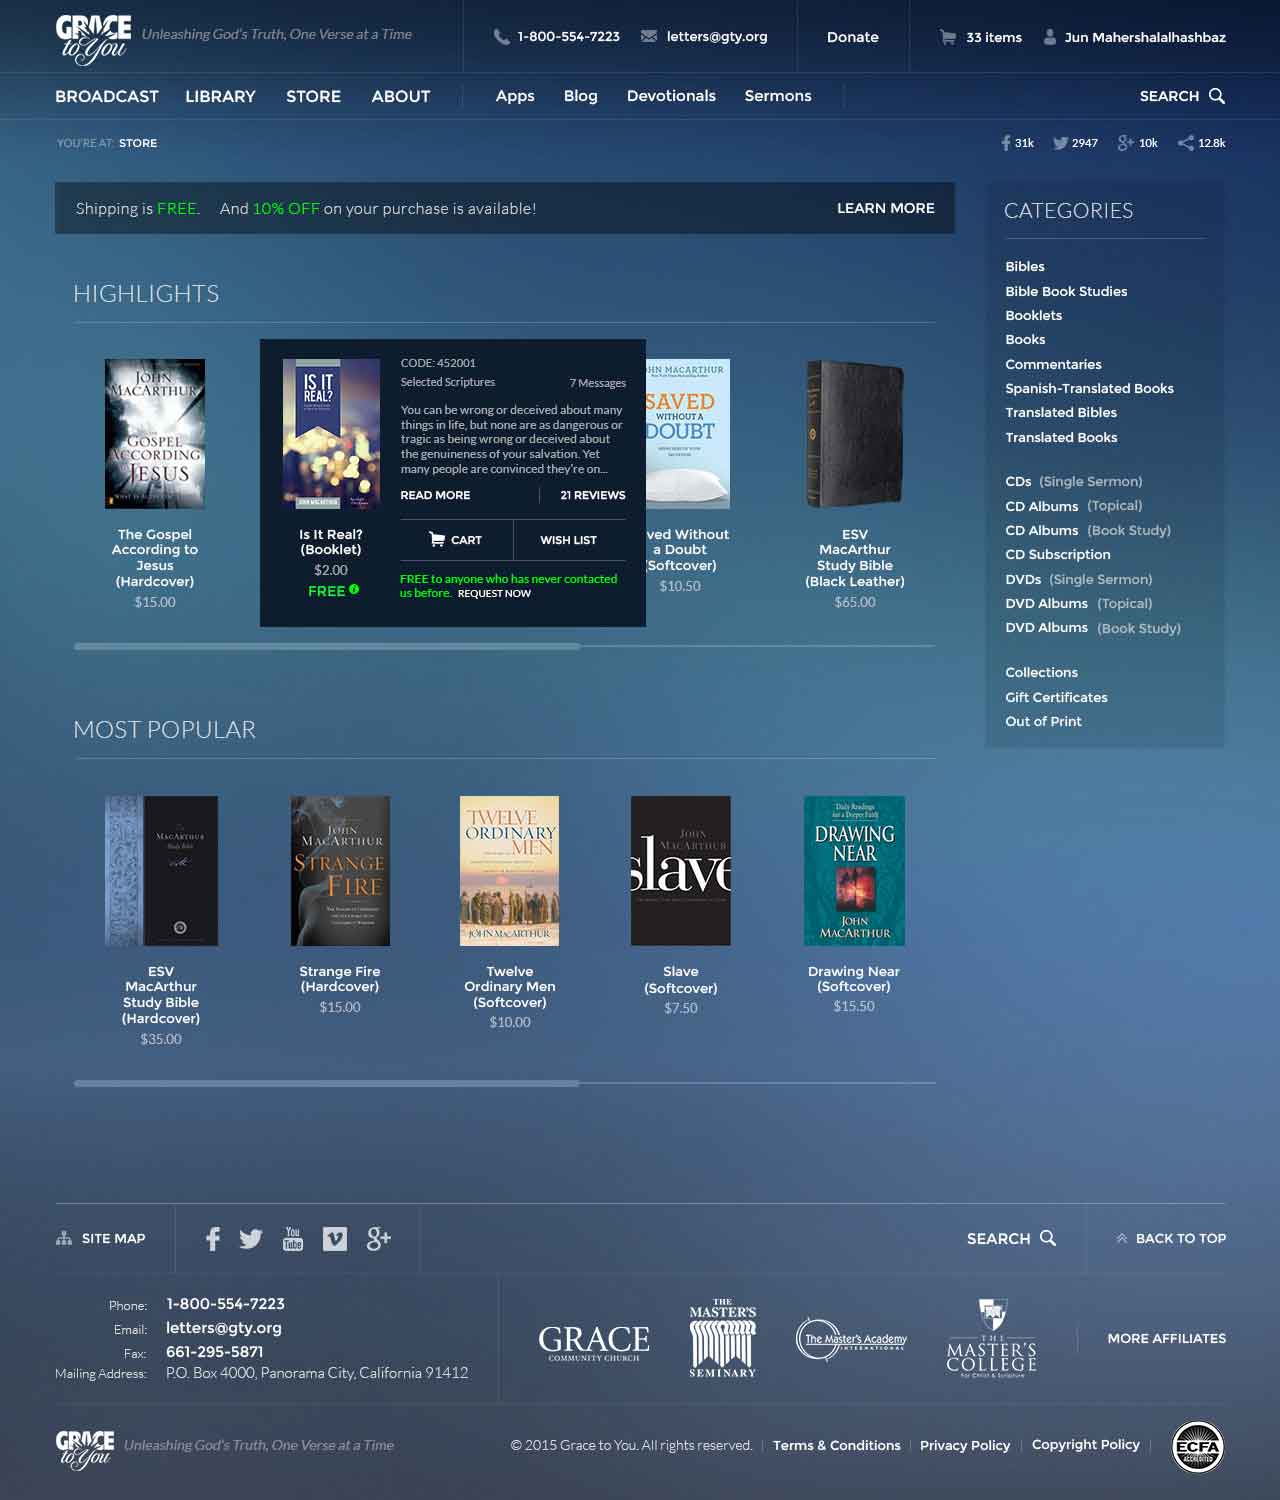 GRACE to You
Unleashing God's Truth, One Verse at a Time
1-800-554-7223
letters@gty.org
Donate
33 items
Jun Mahershalalhashbaz
BROADCAST LIBRARY STORE ABOUT
Apps Blog Devotionals Sermons
SEARCH
YOU'RE AT: STORE
31k 2947 10k 12.8k
Shipping is FREE. And 10% OFF on your purchase is available!
LEARN MORE
HIGHLIGHTS
JOHN
MACARTHUR
THE
GOSPEL
ACCORDING
TO
JESUS
The Gospel
According to
Jesus
(Hardcover)
$15.00
IS IT
REAL?
JOHN MACARTHUR
Is It Real?
(Booklet)
$2.00
FREE
CODE: 452001
Selected Scriptures
7 Messages
You can be wrong or deceived about many
things in life, but none are as dangerous or
tragic as being wrong or deceived about
the genuineness of your salvation. Yet
many people are convinced they're on...
READ MORE
21 REVIEWS
CART
WISH LIST
FREE to anyone who has never contacted
us before. REQUEST NOW
OHN MACARTHUR
SAVED
WITHOUT A
DOUBT
ved Without
a Doubt
(Softcover)
$10.50
ESV
MacArthur
Study Bible
(Black Leather)
$65.00
MOST POPULAR
MACARTHUR
Study Bible
ESV
MacArthur
Study Bible
(Hardcover)
$35.00
JOHN
MACARTHUR
STRANGE
FIRE
Strange Fire
(Hardcover)
$15.00
TWELVE
ORDINARY
MEN
JOHN MACARTHUR
Twelve
Ordinary Men
(Softcover)
$10.00
JOHN
MACARTHUR
slave
Slave
(Softcover)
$7.50
Daily Readings
for a Deeper Faith
DRAWING
NEAR
JOHN
MACARTHUR
Drawing Near
(Softcover)
$15.50
CATEGORIES
Bibles
Bible Book Studies
Booklets
Books
Commentaries
Spanish-Translated Books
Translated Bibles
Translated Books
CDs (Single Sermon)
CD Albums (Topical)
CD Albums (Book Study)
CD Subscription
DVDs (Single Sermon)
DVD Albums (Topical)
DVD Albums (Book Study)
Collections
Gift Certificates
Out of Print
SITE MAP
You
Tube
SEARCH
BACK TO TOP
Phone: 1-800-554-7223
Email: letters@gty.org
Fax: 661-295-5871
Mailing Address: P.O. Box 4000, Panorama City, California 91412
GRACE
COMMUNITY CHURCH
THE
MASTER'S
SEMINARY
The Master's Academy
INTERNATIONAL
THE
MASTER'S
COLLEGE
For Christ & Scripture
MORE AFFILIATES
GRACE to You
Unleashing God's Truth, One Verse at a Time
© 2015 Grace to You. All rights reserved.
Terms & Conditions
Privacy Policy
Copyright Policy
ECFA
ACCREDITED